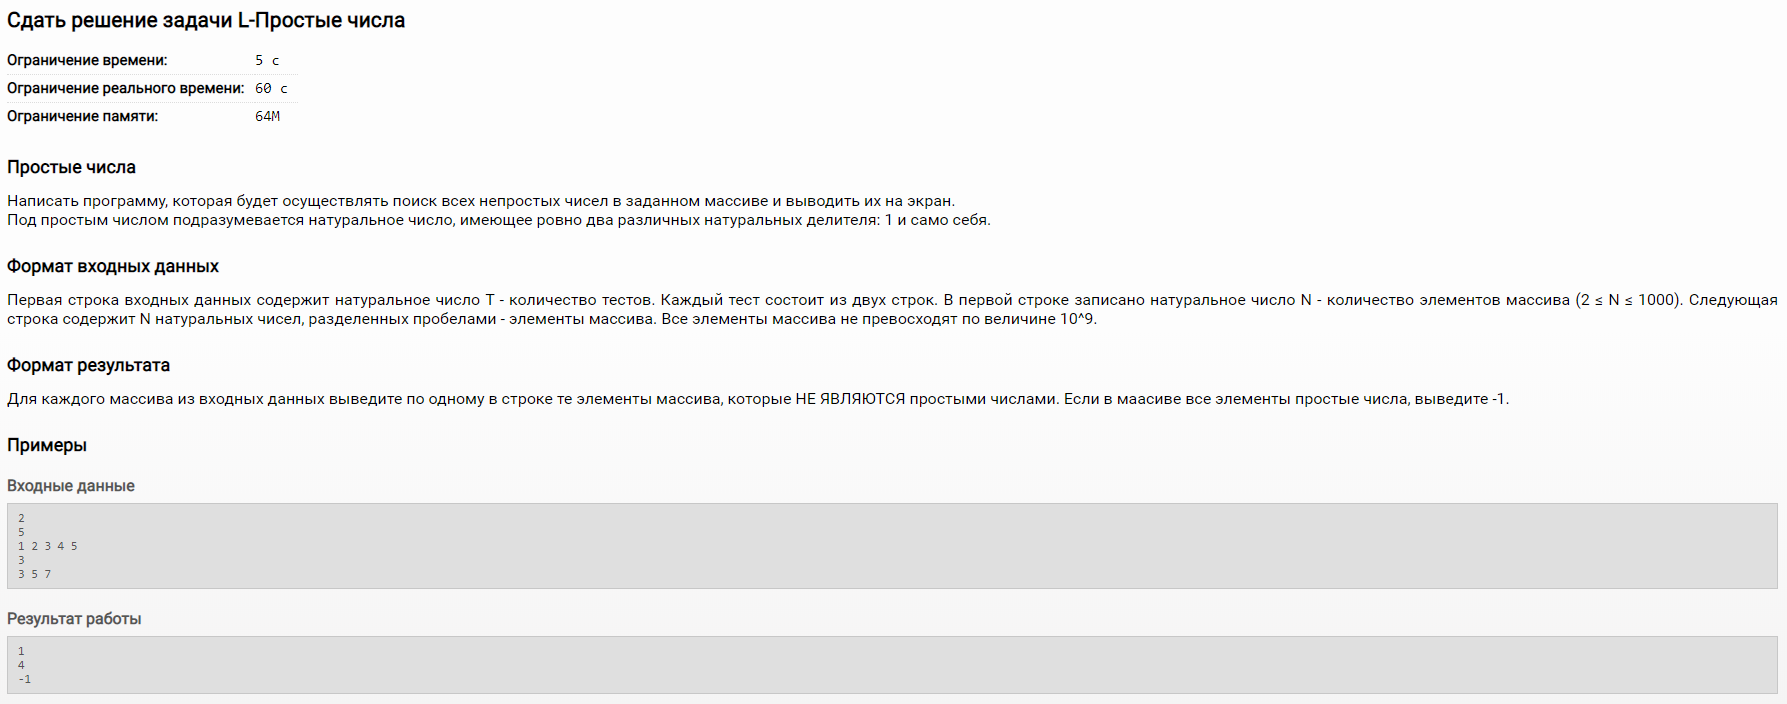 Сдать решение задачи L-Простые числа
Ограничение времени: 5 с
Ограничение реального времени: 60 с
Ограничение памяти: 64M
Простые числа
Написать программу, которая будет осуществлять поиск всех непростых чисел в заданном массиве и выводить их на экран.
Под простым числом подразумевается натуральное число, имеющее ровно два различных натуральных делителя: 1 и само себя.
Формат входных данных
Первая строка входных данных содержит натуральное число T - количество тестов. Каждый тест состоит из двух строк. В первой строке записано натуральное число N - количество элементов массива (2 ≤ N ≤ 1000). Следующая
строка содержит N натуральных чисел, разделенных пробелами - элементы массива. Все элементы массива не превосходят по величине 10^9.
Формат результата
Для каждого массива из входных данных выведите по одному в строке те элементы массива, которые НЕ ЯВЛЯЮТСЯ простыми числами. Если в маасиве все элементы простые числа, выведите -1.
Примеры
Входные данные
2
5
1 2 3 4 5
3
3 5 7
Результат работы
1
4
-1